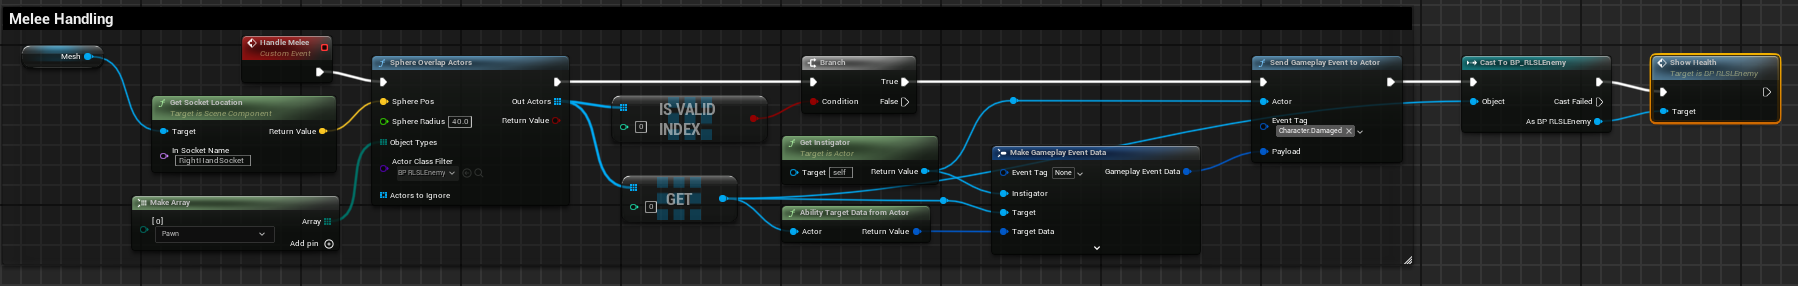 Melee Handling
Mesh
Handle Melee
Custom Event
Get Socket Location
Target is Scene Component
Target
Return Value
In Socket Name
RightHandSocket
Make Array
[0]
Pawn
Array
Add pin
Sphere Overlap Actors
Sphere Pos
Out Actors
Sphere Radius
40.0
Return Value
Object Types
Actor Class Filter
BP RLSLEnemy
Actors to Ignore
IS VALID
INDEX
0
GET
0
Branch
True
Condition
False
Get Instigator
Target is Actor
Target
self
Return Value
Ability Target Data from Actor
Actor
Return Value
Make Gameplay Event Data
Event Tag
None
Gameplay Event Data
Instigator
Target
Target Data
Send Gameplay Event to Actor
Actor
Event Tag
Character.Damaged
Payload
Cast To BP_RLSLEnemy
Object
Cast Failed
As BP RLSLEnemy
Show Health
Target is BP RLSLEnemy
Target